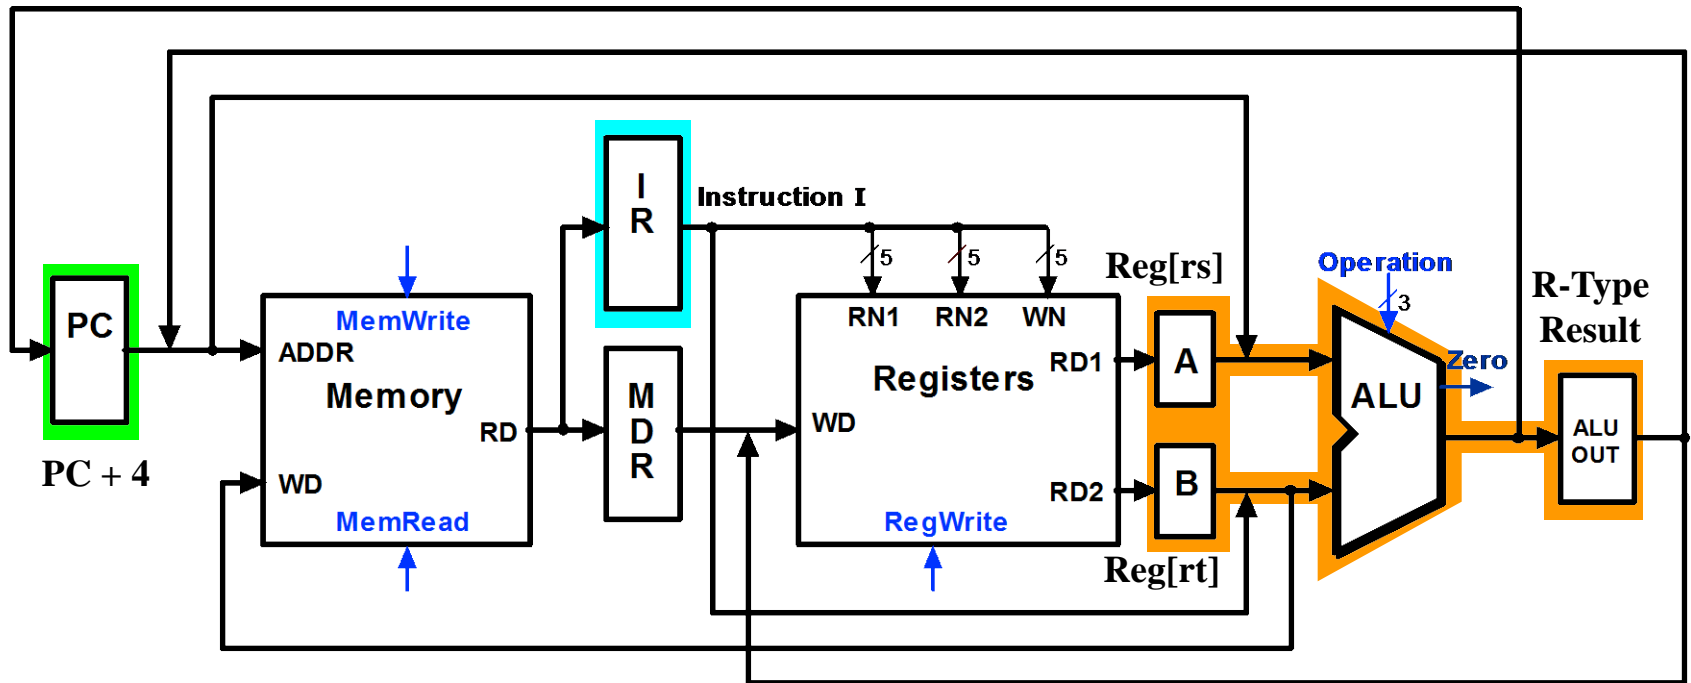 I
R
Instruction I
5
5
5
Reg[rs]
Operation
3
R-Type
Result
PC
MemWrite
ADDR
Memory
RD
WD
MemRead
PC + 4
M
D
R
RN1
RN2
WN
RD1
Registers
WD
RD2
RegWrite
A
B
Reg[rt]
Zero
ALU
ALU
OUT